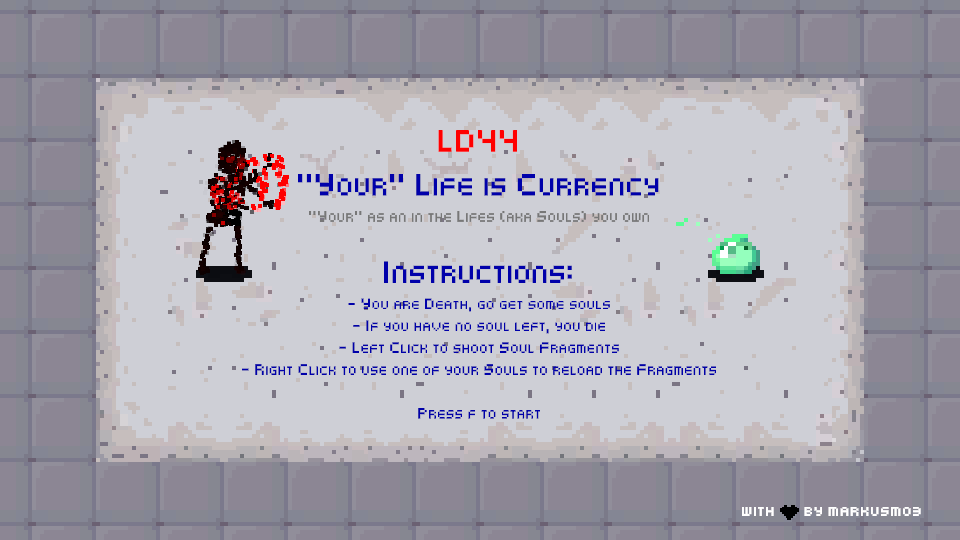 LD44
"Your" Life is Currency
"Your" as an in the Lifes (aka Souls) you own
Instructions:
- You are Death, go get some souls
- If you have no soul left, you die
- Left Click to shoot Soul Fragments
- Right Click to use one of your Souls to reload the Fragments
Press F to start
with ♥ by Markusmo3